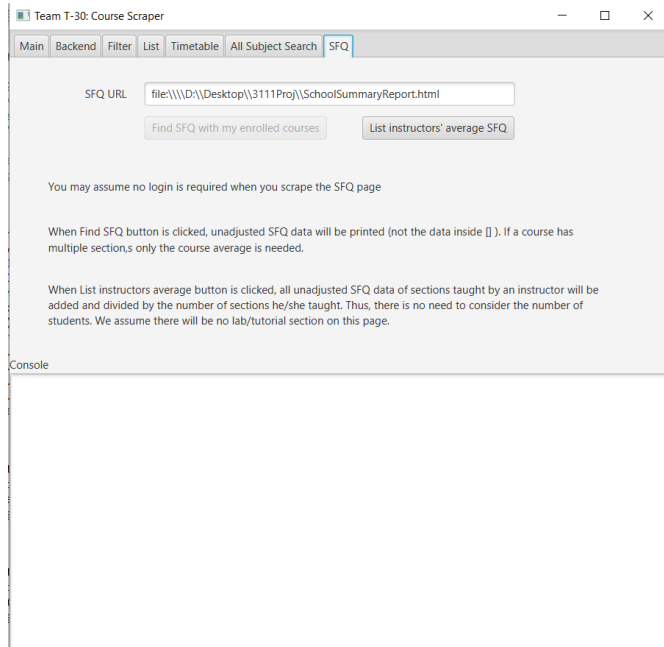 Team T-30: Course Scraper
Main Backend Filter List Timetable All Subject Search SFQ
SFQ URL file:\\\\D:\\Desktop\\3111Proj\\SchoolSummaryReport.html
Find SFQ with my enrolled courses List instructors' average SFQ
You may assume no login is required when you scrape the SFQ page
When Find SFQ button is clicked, unadjusted SFQ data will be printed (not the data inside [] ). If a course has
multiple section,s only the course average is needed.
When List instructors average button is clicked, all unadjusted SFQ data of sections taught by an instructor will be
added and divided by the number of sections he/she taught. Thus, there is no need to consider the number of
students. We assume there will be no lab/tutorial section on this page.
Console